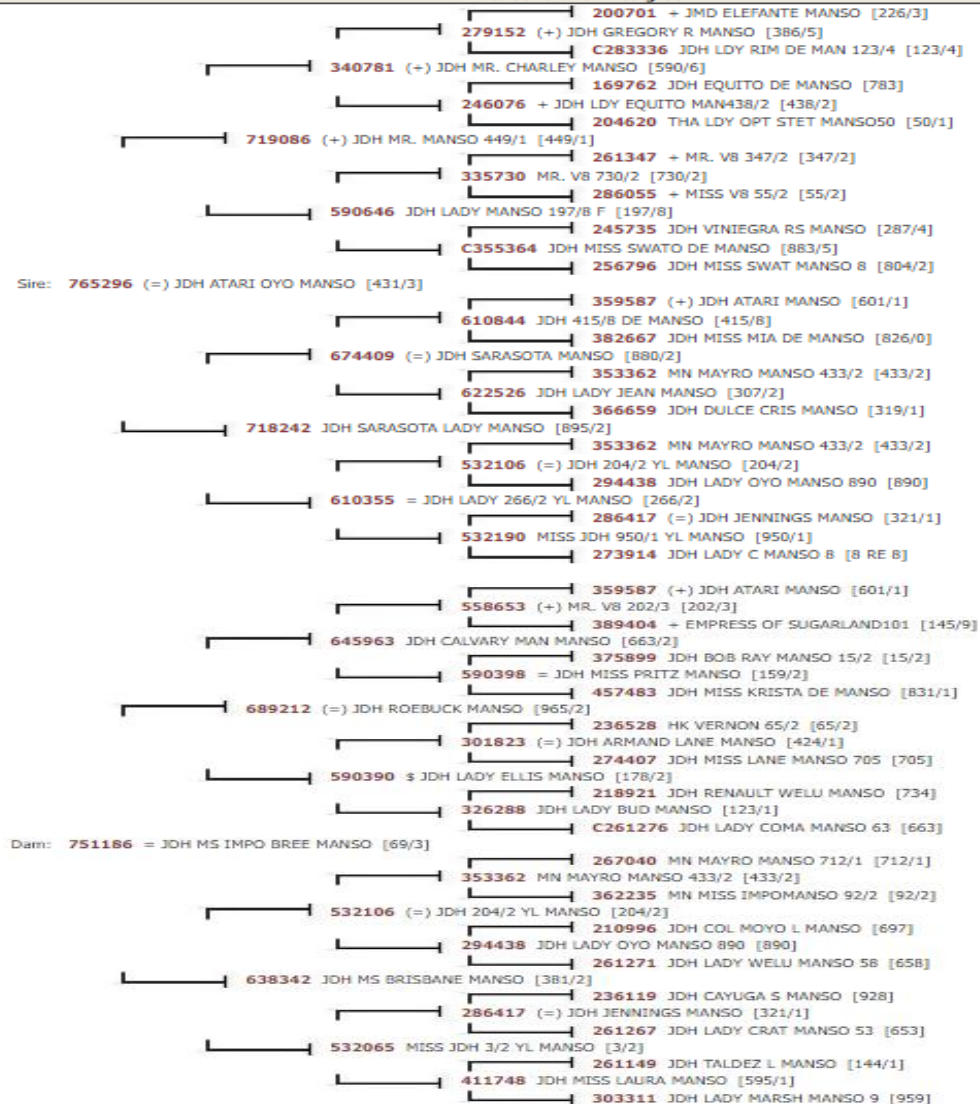 200701 + JMD ELEFANTE MANSO [226/3]
279152 (+) JDH GREGORY R MANSO [386/5]
C283336 JDH LDY RIM DE MAN 123/4 [123/4]
340781 (+) JDH MR. CHARLEY MANSO [590/6]
169762 JDH EQUITO DE MANSO [783]
246076 + JDH LDY EQUITO MAN438/2 [438/2]
204620 THA LDY OPT STET MANSO50 [50/1]
719086 (+) JDH MR. MANSO 449/1 [449/1]
261347 + MR. V8 347/2 [347/2]
335730 MR. V8 730/2 [730/2]
286055 + MISS V8 55/2 [55/2]
590646 JDH LADY MANSO 197/8 F [197/8]
245735 JDH VINIEGRA RS MANSO [287/4]
C355364 JDH MISS SWATO DE MANSO [883/5]
256796 JDH MISS SWAT MANSO 8 [804/2]
Sire: 765296 (=) JDH ATARI OYO MANSO [431/3]
359587 (+) JDH ATARI MANSO [601/1]
610844 JDH 415/8 DE MANSO [415/8]
382667 JDH MISS MIA DE MANSO [826/0]
674409 (=) JDH SARASOTA MANSO [880/2]
353362 MN MAYRO MANSO 433/2 [433/2]
622526 JDH LADY JEAN MANSO [307/2]
366659 JDH DULCE CRIS MANSO [319/1]
718242 JDH SARASOTA LADY MANSO [895/2]
353362 MN MAYRO MANSO 433/2 [433/2]
532106 (=) JDH 204/2 YL MANSO [204/2]
294438 JDH LADY OYO MANSO 890 [890]
610355 = JDH LADY 266/2 YL MANSO [266/2]
286417 (=) JDH JENNINGS MANSO [321/1]
532190 MISS JDH 950/1 YL MANSO [950/1]
273914 JDH LADY C MANSO 8 [8 RE 8]
359587 (+) JDH ATARI MANSO [601/1]
558653 (+) MR. V8 202/3 [202/3]
389404 + EMPRESS OF SUGARLAND101 [145/9]
645963 JDH CALVARY MAN MANSO [663/2]
375899 JDH BOB RAY MANSO 15/2 [15/2]
590398 = JDH MISS PRITZ MANSO [159/2]
457483 JDH MISS KRISTA DE MANSO [831/1]
689212 (=) JDH ROEBUCK MANSO [965/2]
236528 HK VERNON 65/2 [65/2]
301823 (=) JDH ARMAND LANE MANSO [424/1]
274407 JDH MISS LANE MANSO 705 [705]
590390 $ JDH LADY ELLIS MANSO [178/2]
218921 JDH RENAULT WELU MANSO [734]
326288 JDH LADY BUD MANSO [123/1]
C261276 JDH LADY COMA MANSO 63 [663]
Dam: 751186 = JDH MS IMPO BREE MANSO [69/3]
267040 MN MAYRO MANSO 712/1 [712/1]
353362 MN MAYRO MANSO 433/2 [433/2]
362235 MN MISS IMPOMANSO 92/2 [92/2]
532106 (=) JDH 204/2 YL MANSO [204/2]
210996 JDH COL MOYO L MANSO [697]
294438 JDH LADY OYO MANSO 890 [890]
261271 JDH LADY WELU MANSO 58 [658]
638342 JDH MS BRISBANE MANSO [381/2]
236119 JDH CAYUGA S MANSO [928]
286417 (=) JDH JENNINGS MANSO [321/1]
261267 JDH LADY CRAT MANSO 53 [653]
532065 MISS JDH 3/2 YL MANSO [3/2]
261149 JDH TALDEZ L MANSO [144/1]
411748 JDH MISS LAURA MANSO [595/1]
303311 JDH LADY MARSH MANSO 9 [959]